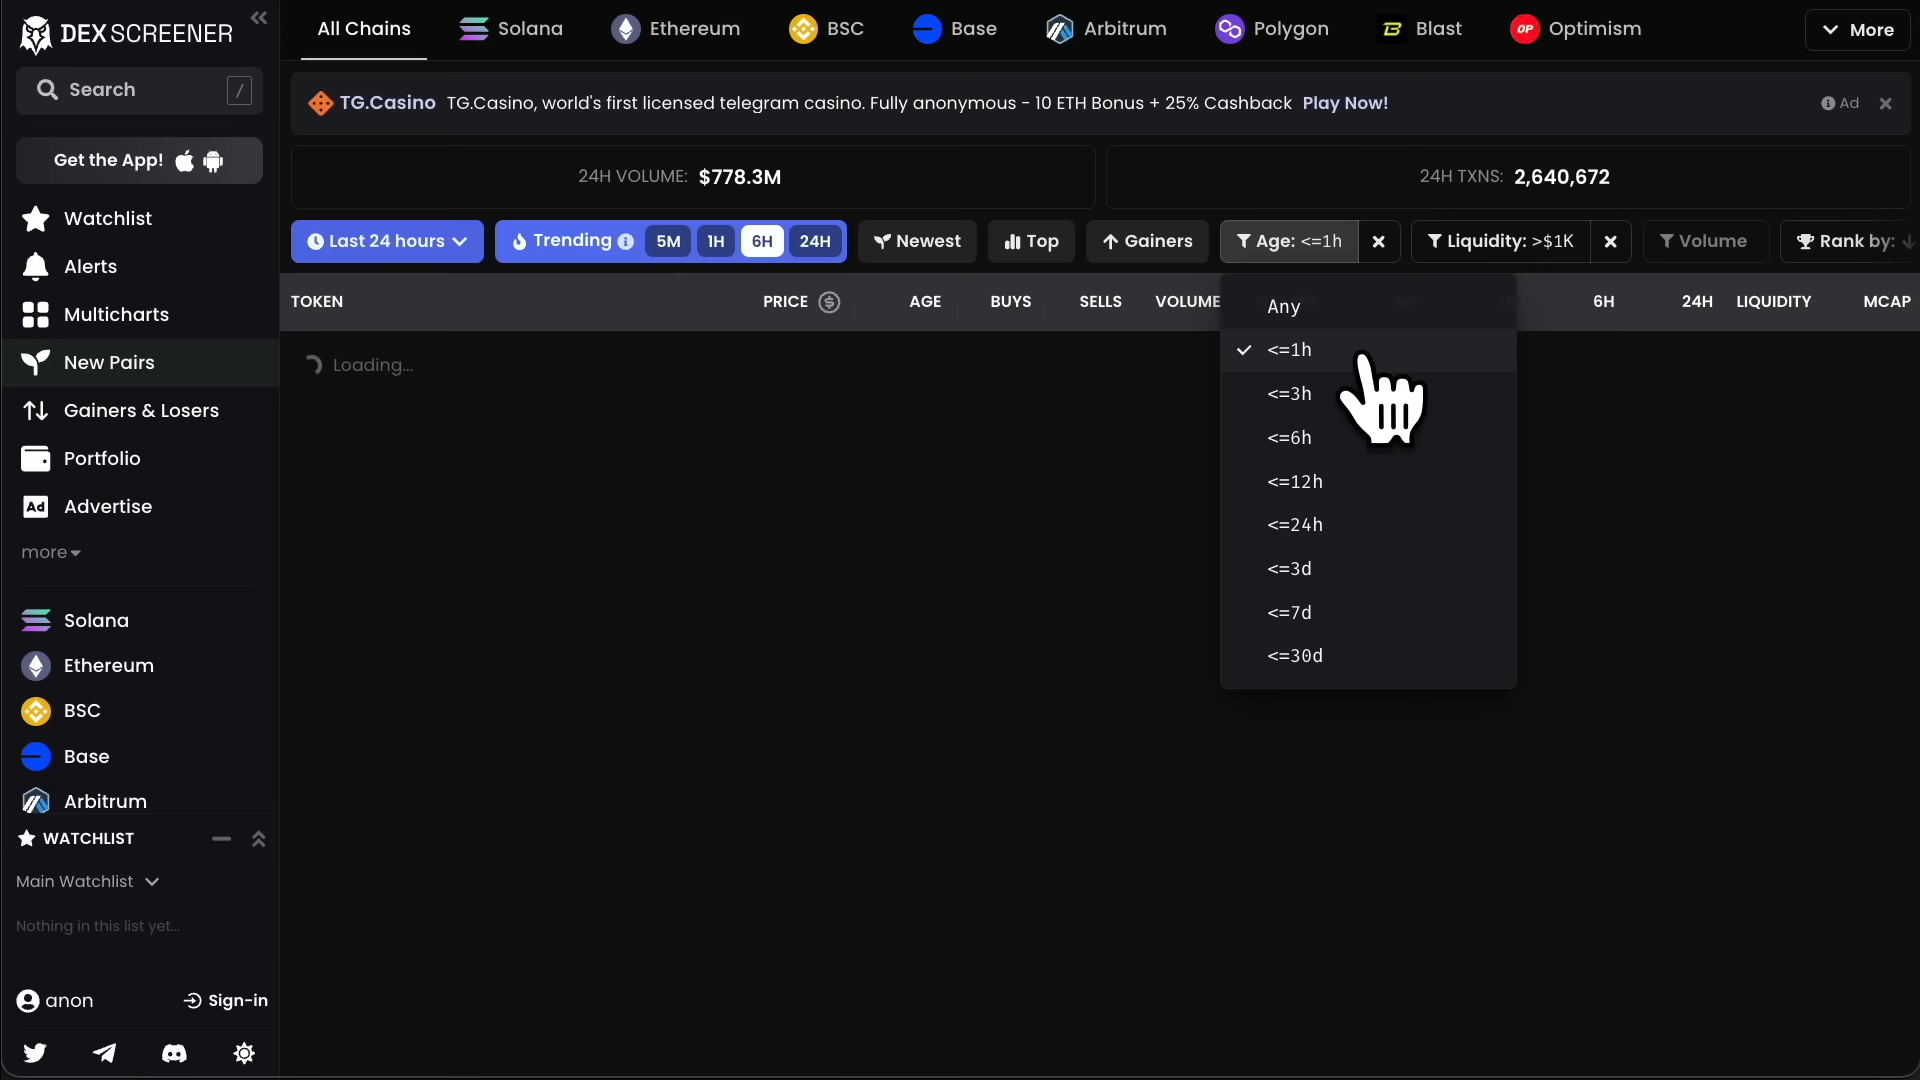 DEX SCREENER
Search
/
Get the App!
Watchlist
Alerts
Multicharts
New Pairs
Gainers & Losers
Portfolio
Ad
Advertise
more
Solana
Ethereum
BSC
Base
Arbitrum
WATCHLIST
Main Watchlist
Nothing in this list yet...
anon
Sign-in
All Chains
Solana
Ethereum
BSC
Base
Arbitrum
Polygon
Blast
OP
Optimism
More
TG.Casino TG.Casino, world's first licensed telegram casino. Fully anonymous - 10 ETH Bonus + 25% Cashback Play Now!
Ad
24H VOLUME: $778.3M
24H TXNS: 2,640,672
Last 24 hours
Trending
5M
1H
6H
24H
Newest
Top
Gainers
Age: <=1h
Liquidity: >$1K
Volume
Rank by:
TOKEN
PRICE
AGE
BUYS
SELLS
VOLUME
6H
24H
LIQUIDITY
MCAP
Loading...
Any
<=1h
<=3h
<=6h
<=12h
<=24h
<=3d
<=7d
<=30d